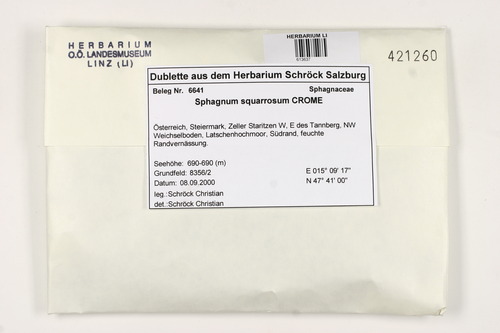 HERBARIUM
O.Ö. LANDESMUSEUM
LINZ (LI)
HERBARIUM LI
613637
421260
Dublette aus dem Herbarium Schröck Salzburg
Beleg Nr. 6641 Sphagnaceae
Sphagnum squarrosum CROME
Österreich, Steiermark, Zeller Staritzen W, E des Tannberg, NW
Weichselboden, Latschenhochmoor, Südrand, feuchte
Randvernässung.
Seehöhe: 690-690 (m) E 015° 09' 17"
Grundfeld: 8356/2 N 47° 41' 00"
Datum: 08.09.2000
leg.:Schröck Christian
det.:Schröck Christian